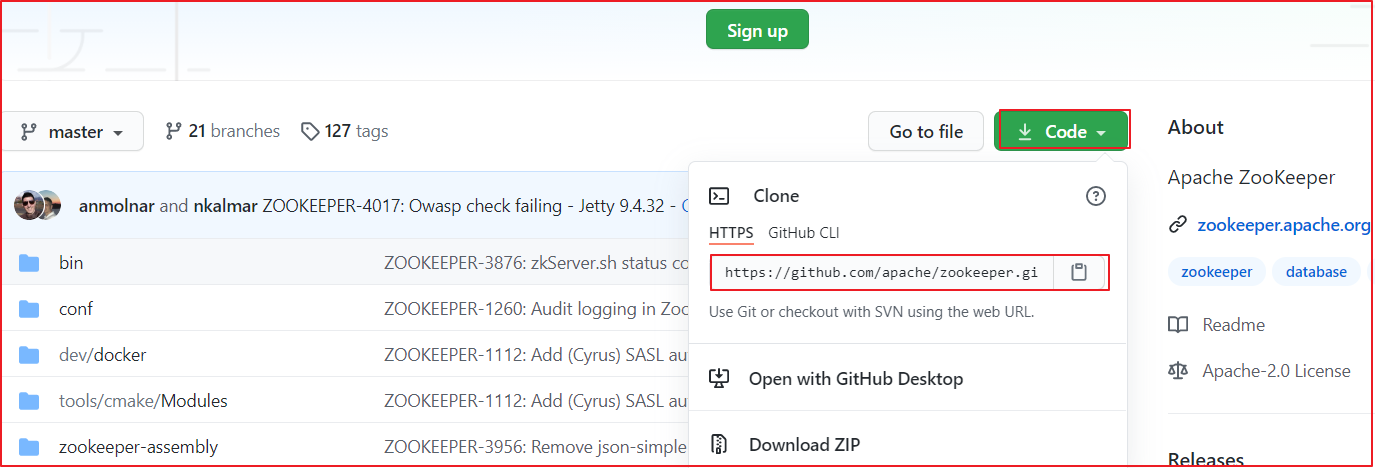 Sign up
master 21 branches 127 tags Go to file Code
anmolnar and nkalmar ZOOKEEPER-4017: Owasp check failing - Jetty 9.4.32 -
bin ZOOKEEPER-3876: zkServer.sh status co
conf ZOOKEEPER-1260: Audit logging in Zoo
dev/docker ZOOKEEPER-1112: Add (Cyrus) SASL au
tools/cmake/Modules ZOOKEEPER-1112: Add (Cyrus) SASL au
zookeeper-assembly ZOOKEEPER-3956: Remove json-simple
Clone
HTTPS GitHub CLI
https://github.com/apache/zookeeper.gi
Use Git or checkout with SVN using the web URL.
Open with GitHub Desktop
Download ZIP
About
Apache ZooKeeper
zookeeper.apache.org
zookeeper database
Readme
Apache-2.0 License
Releases